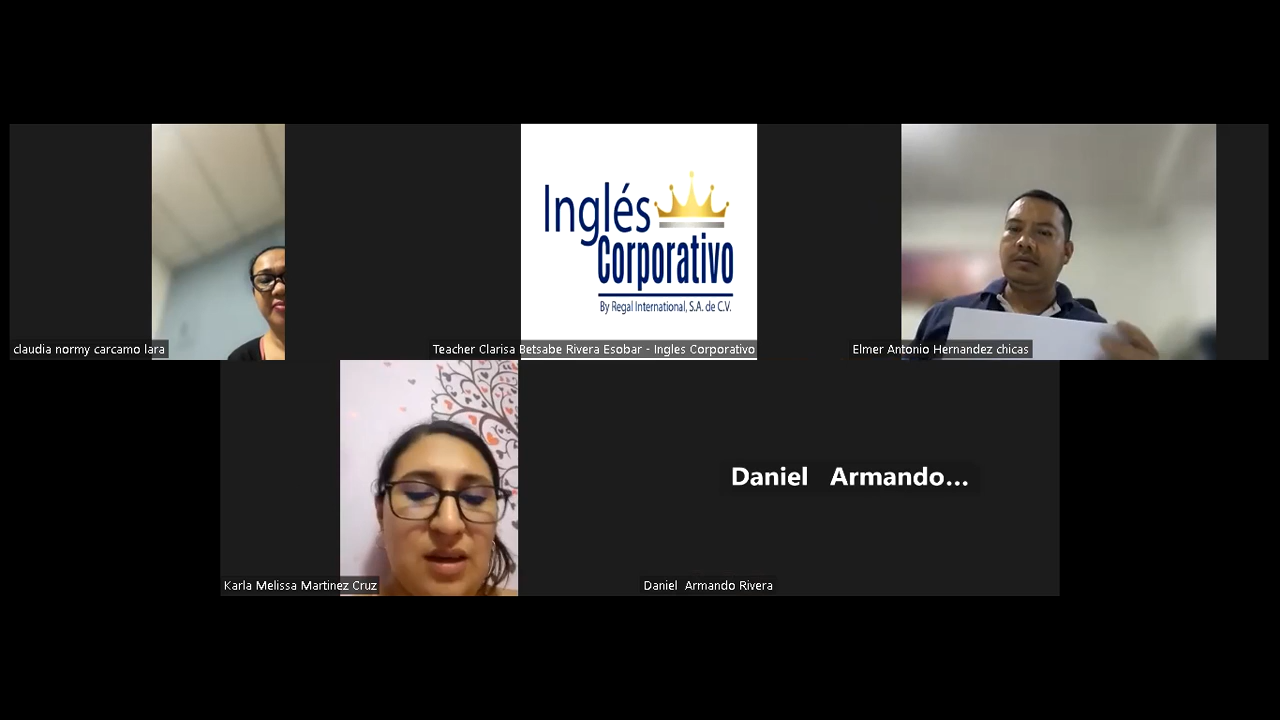 Inglés
Corporativo
By Regal International, S.A. de C.V.
claudia normy carcamo lara
Teacher Clarisa Betsabe Rivera Esobar - Ingles Corporativo
Elmer Antonio Hernandez chicas
Daniel Armando...
Karla Melissa Martinez Cruz
Daniel Armando Rivera